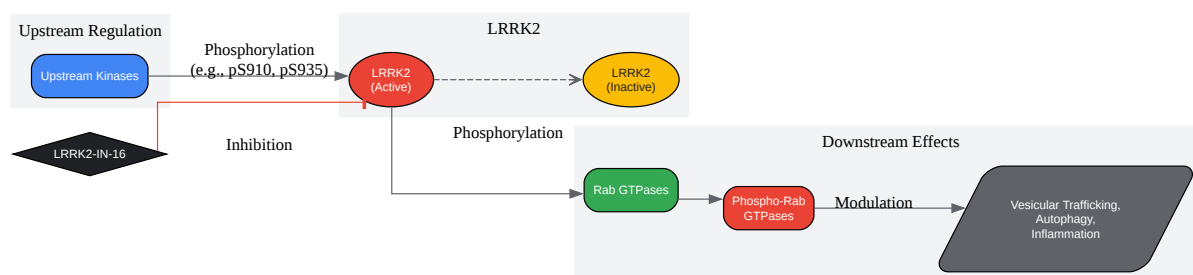 Upstream Regulation
Upstream Kinases
Phosphorylation
(e.g., pS910, pS935)
LRRK2
LRRK2
(Active)
LRRK2
(Inactive)
LRRK2-IN-16
Inhibition
Phosphorylation
Downstream Effects
Rab GTPases
Phospho-Rab
GTPases
Modulation
Vesicular Trafficking,
Autophagy,
Inflammation